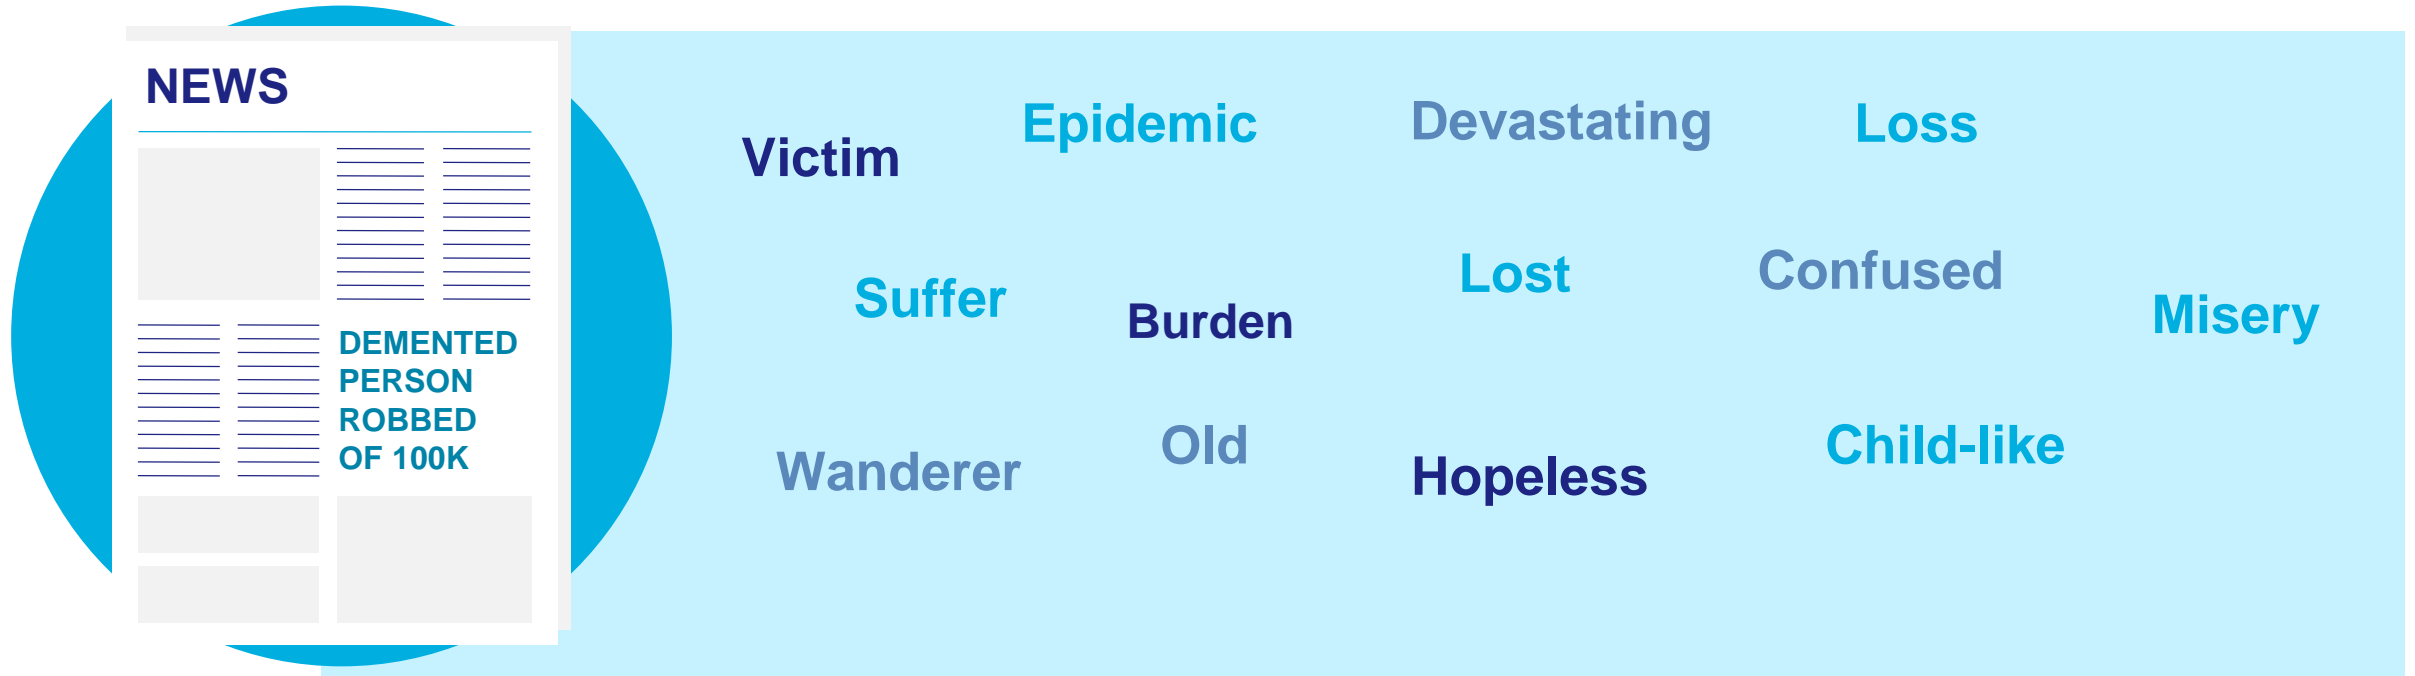 NEWS
DEMENTED
PERSON
ROBBED
OF 100K
Victim
Epidemic
Devastating
Loss
Suffer
Burden
Lost
Confused
Misery
Wanderer
Old
Hopeless
Child-like